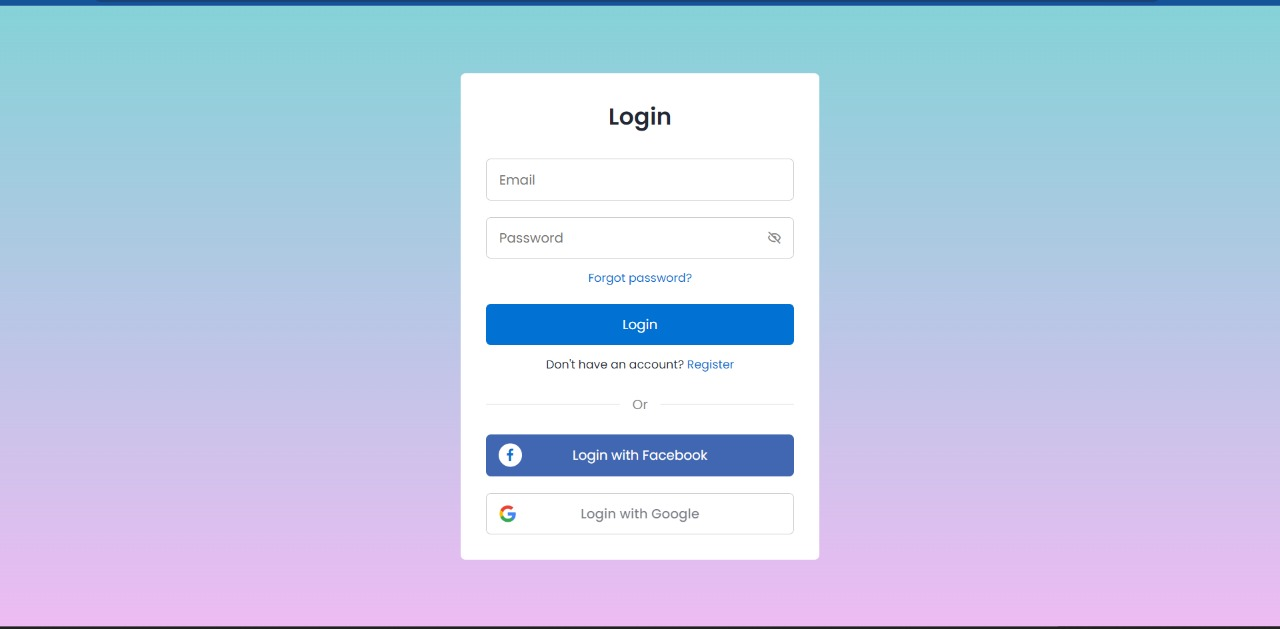 Login
Email
Password
Forgot password?
Login
Don't have an account? Register
Or
Login with Facebook
Login with Google